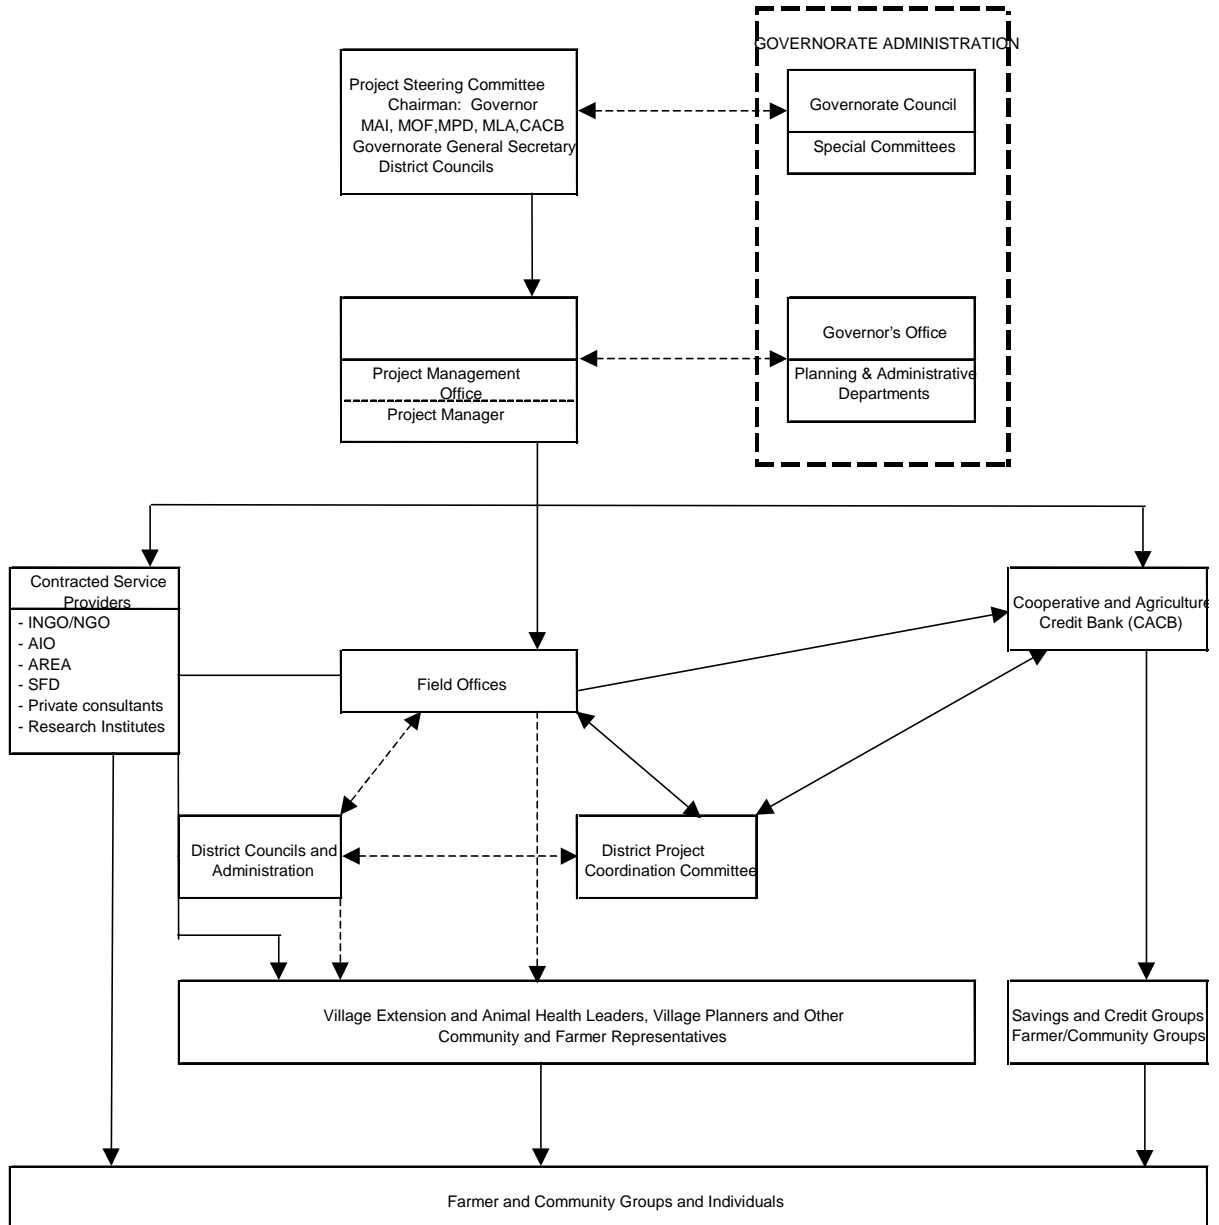 GOVERNORATE ADMINISTRATION
Project Steering Committee
Chairman: Governor
MAI, MOF,MPD, MLA,CACB
Governorate General Secretary
District Councils
Governorate Council
Special Committees
Governor's Office
Planning & Administrative
Departments
Project Management
Office
Project Manager
Contracted Service
Providers
- INGO/NGO
- AIO
- AREA
- SFD
- Private consultants
- Research Institutes
Cooperative and Agriculture
Credit Bank (CACB)
Field Offices
District Councils and
Administration
District Project
Coordination Committee
Village Extension and Animal Health Leaders, Village Planners and Other
Community and Farmer Representatives
Savings and Credit Groups
Farmer/Community Groups
Farmer and Community Groups and Individuals